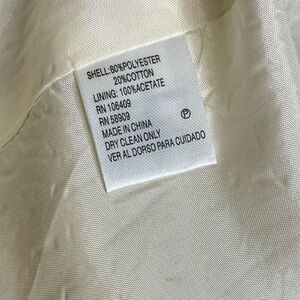 SHELL:80%POLYESTER
20%COTTON
LINING: 100%ACETATE
RN 106409
RN 58909
MADE IN CHINA
DRY CLEAN ONLY
VER AL DORSO PARA CUIDADO
P